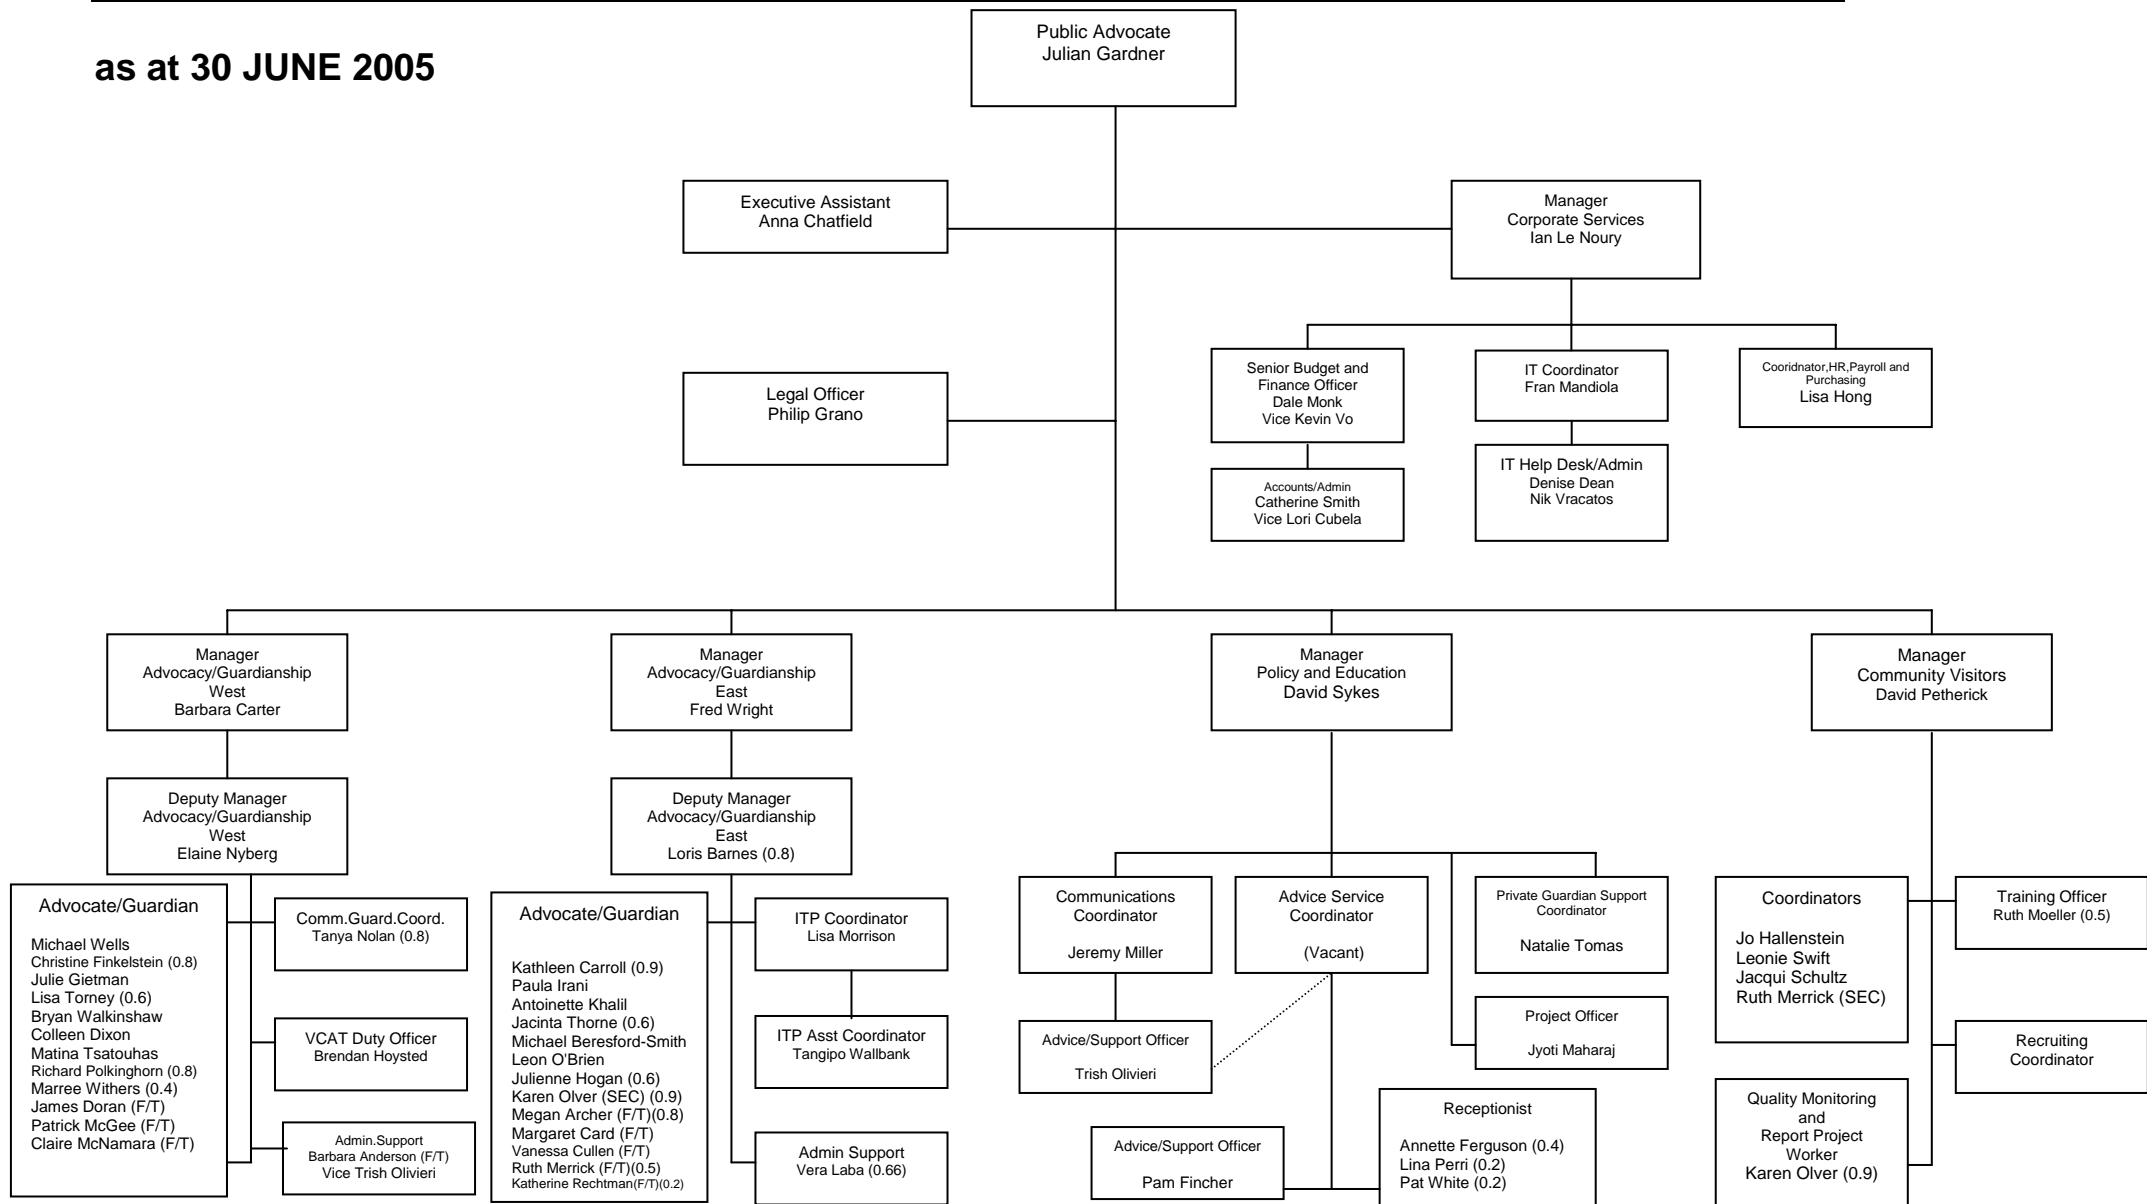 as at 30 JUNE 2005
Public Advocate
Julian Gardner
Executive Assistant
Anna Chatfield
Manager
Corporate Services
Ian Le Noury
Legal Officer
Philip Grano
Senior Budget and
Finance Officer
Dale Monk
Vice Kevin Vo
IT Coordinator
Fran Mandiola
Cooridnator,HR,Payroll and
Purchasing
Lisa Hong
Accounts/Admin
Catherine Smith
Vice Lori Cubela
IT Help Desk/Admin
Denise Dean
Nik Vracatos
Manager
Advocacy/Guardianship
West
Barbara Carter
Manager
Advocacy/Guardianship
East
Fred Wright
Manager
Policy and Education
David Sykes
Manager
Community Visitors
David Petherick
Deputy Manager
Advocacy/Guardianship
West
Elaine Nyberg
Deputy Manager
Advocacy/Guardianship
East
Loris Barnes (0.8)
Advocate/Guardian
Michael Wells
Christine Finkelstein (0.8)
Julie Gietman
Lisa Torney (0.6)
Bryan Walkinshaw
Colleen Dixon
Matina Tsatouhas
Richard Polkinghorn (0.8)
Marree Withers (0.4)
James Doran (F/T)
Patrick McGee (F/T)
Claire McNamara (F/T)
Comm.Guard.Coord.
Tanya Nolan (0.8)
VCAT Duty Officer
Brendan Hoysted
Admin.Support
Barbara Anderson (F/T)
Vice Trish Olivieri
Advocate/Guardian
Kathleen Carroll (0.9)
Paula Irani
Antoinette Khalil
Jacinta Thorne (0.6)
Michael Beresford-Smith
Leon O'Brien
Julienne Hogan (0.6)
Karen Olver (SEC) (0.9)
Megan Archer (F/T)(0.8)
Margaret Card (F/T)
Vanessa Cullen (F/T)
Ruth Merrick (F/T)(0.5)
Katherine Rechtman(F/T)(0.2)
ITP Coordinator
Lisa Morrison
ITP Asst Coordinator
Tangipo Wallbank
Admin Support
Vera Laba (0.66)
Communications
Coordinator
Jeremy Miller
Advice Service
Coordinator
(Vacant)
Private Guardian Support
Coordinator
Natalie Tomas
Advice/Support Officer
Trish Olivieri
Project Officer
Jyoti Maharaj
Advice/Support Officer
Pam Fincher
Receptionist
Annette Ferguson (0.4)
Lina Perri (0.2)
Pat White (0.2)
Coordinators
Jo Hallenstein
Leonie Swift
Jacqui Schultz
Ruth Merrick (SEC)
Training Officer
Ruth Moeller (0.5)
Recruiting
Coordinator
Quality Monitoring
and
Report Project
Worker
Karen Olver (0.9)